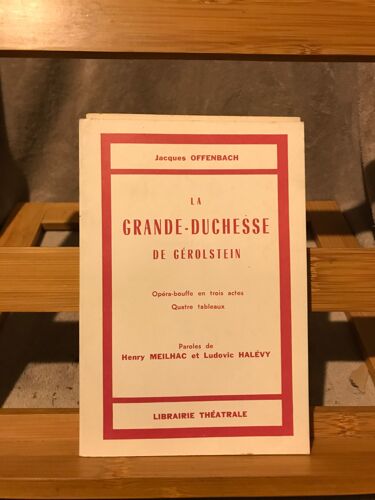 Jacques OFFENBACH
LA
GRANDE-DUCHESSE
DE GÉROLSTEIN
Opéra-bouffe en trois actes
Quatre tableaux
Paroles de
Henry MEILHAC et Ludovic HALÉVY
LIBRAIRIE THÉATRALE